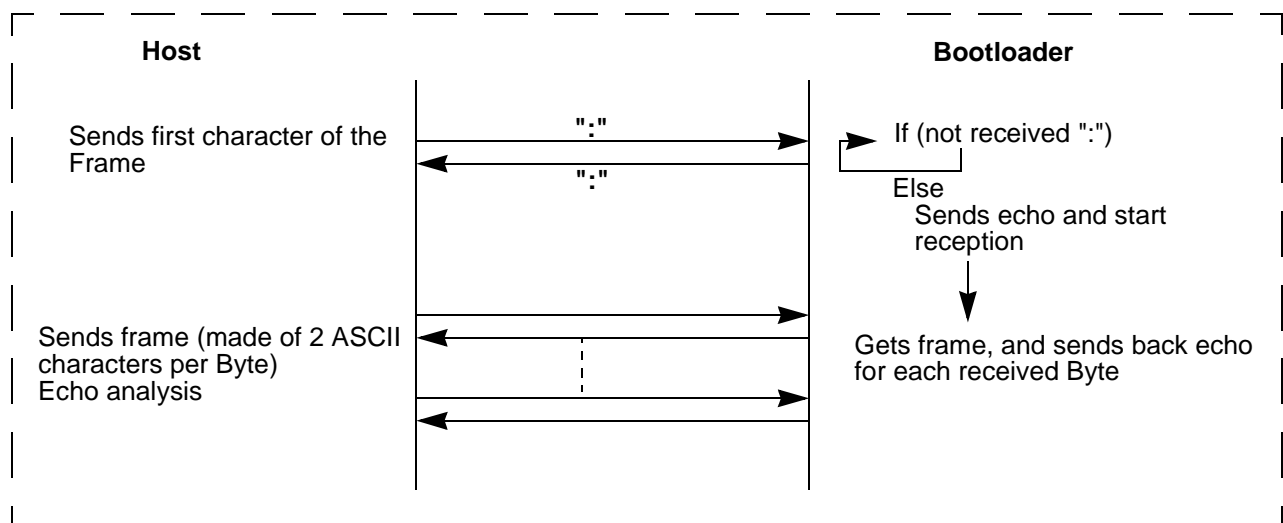 Host
Bootloader
Sends first character of the
Frame
":"
":"
If (not received ":")
Else
Sends echo and start
reception
Sends frame (made of 2 ASCII
characters per Byte)
Echo analysis
Gets frame, and sends back echo
for each received Byte